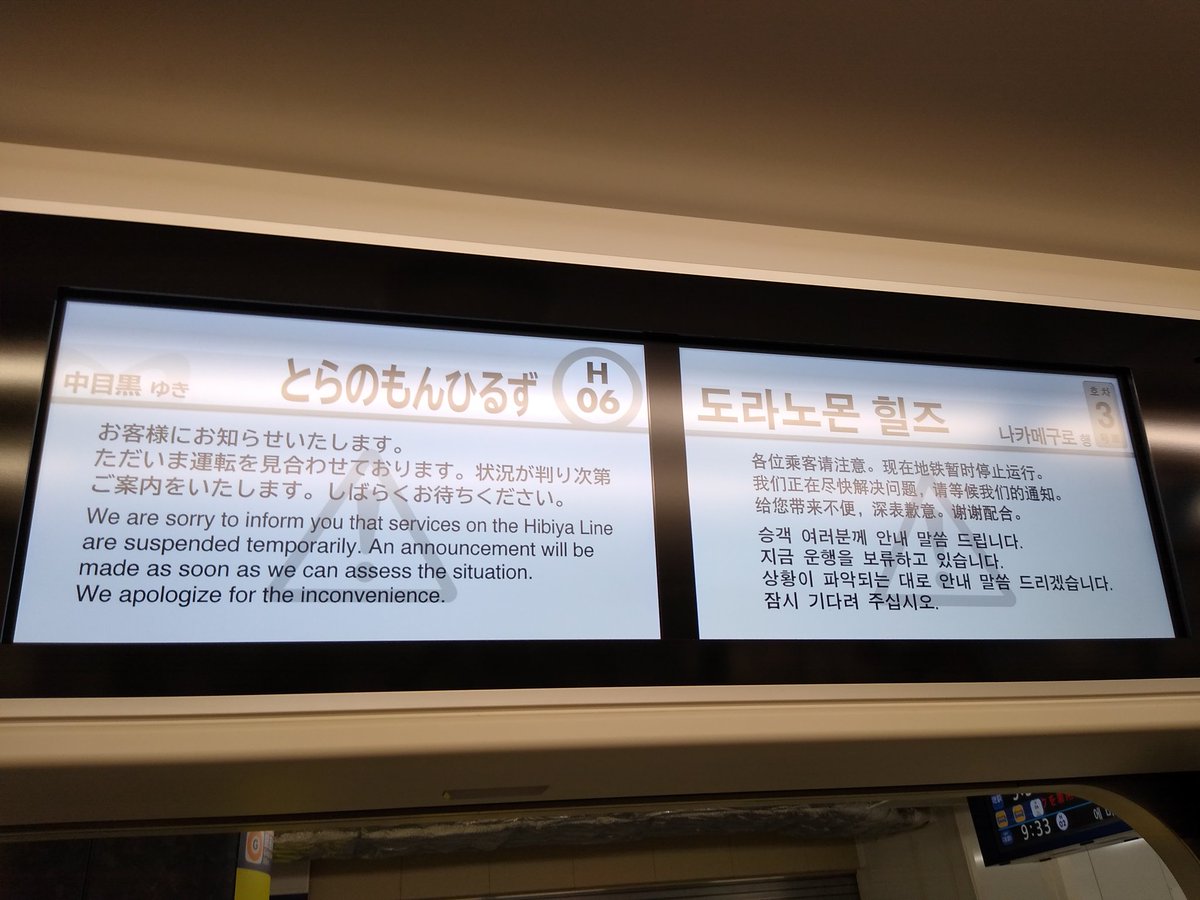 中目黒 ゆき
とらのもんひるず
H
06
お客様にお知らせいたします。
ただいま運転を見合わせております。状況が判り次第
ご案内をいたします。しばらくお待ちください。
We are sorry to inform you that services on the Hibiya Line
are suspended temporarily. An announcement will be
made as soon as we can assess the situation.
We apologize for the inconvenience.
도라노몬 힐즈
나카메구로 행
호차
3
各位乘客请注意。现在地铁暂时停止运行。
我们正在尽快解决问题，请等候我们的通知。
给您带来不便，深表歉意。谢谢配合。
승객 여러분께 안내 말씀 드립니다.
지금 운행을 보류하고 있습니다.
상황이 파악되는 대로 안내 말씀 드리겠습니다.
잠시 기다려 주십시오.
G
9:33